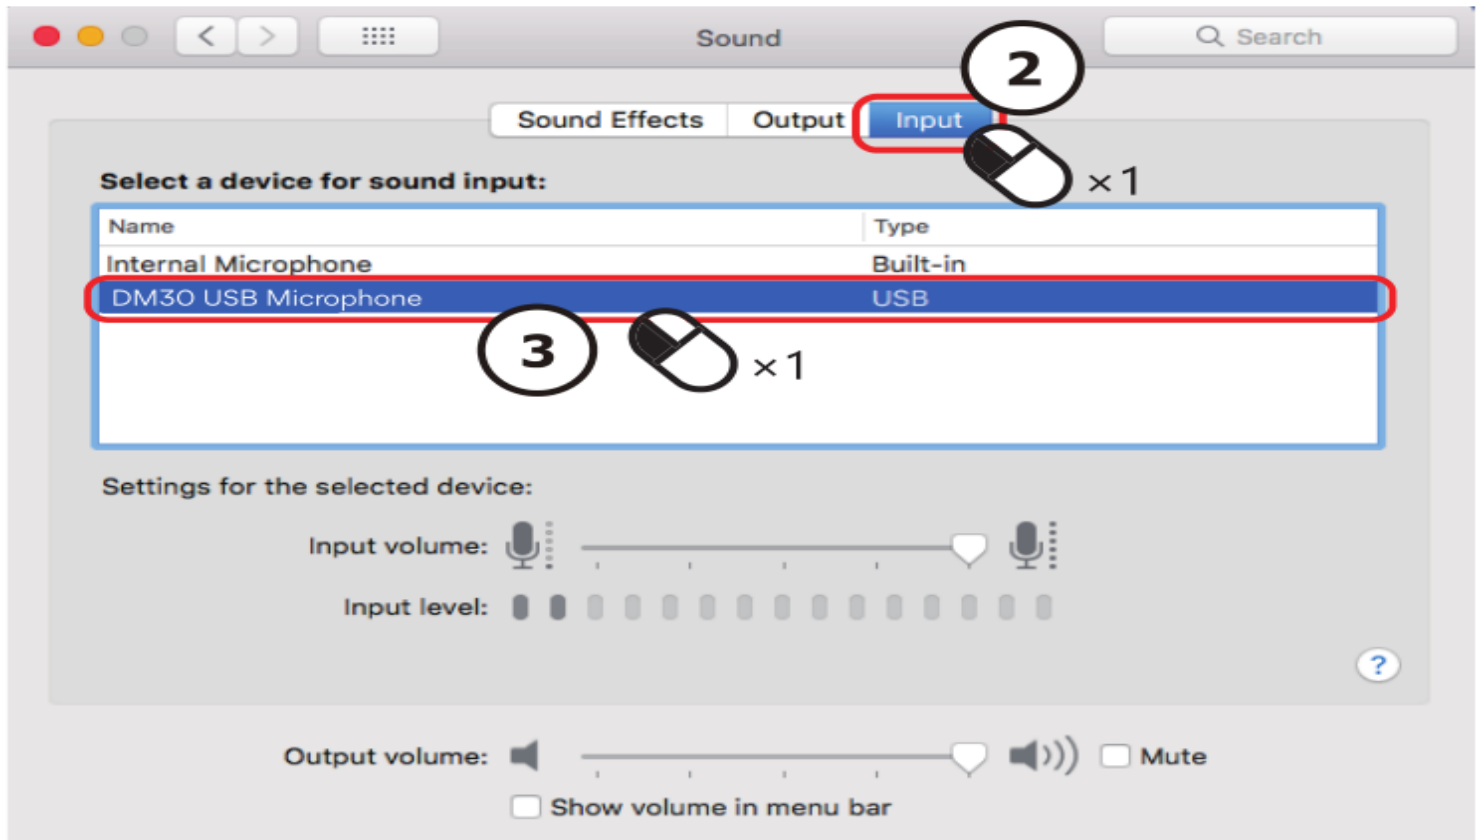 Sound
Search
2
Sound Effects Output Input
×1
Select a device for sound input:
Name Type
Internal Microphone Built-in
DM30 USB Microphone USB
3 ×1
Settings for the selected device:
Input volume:
Input level:
?
Output volume: Mute
Show volume in menu bar